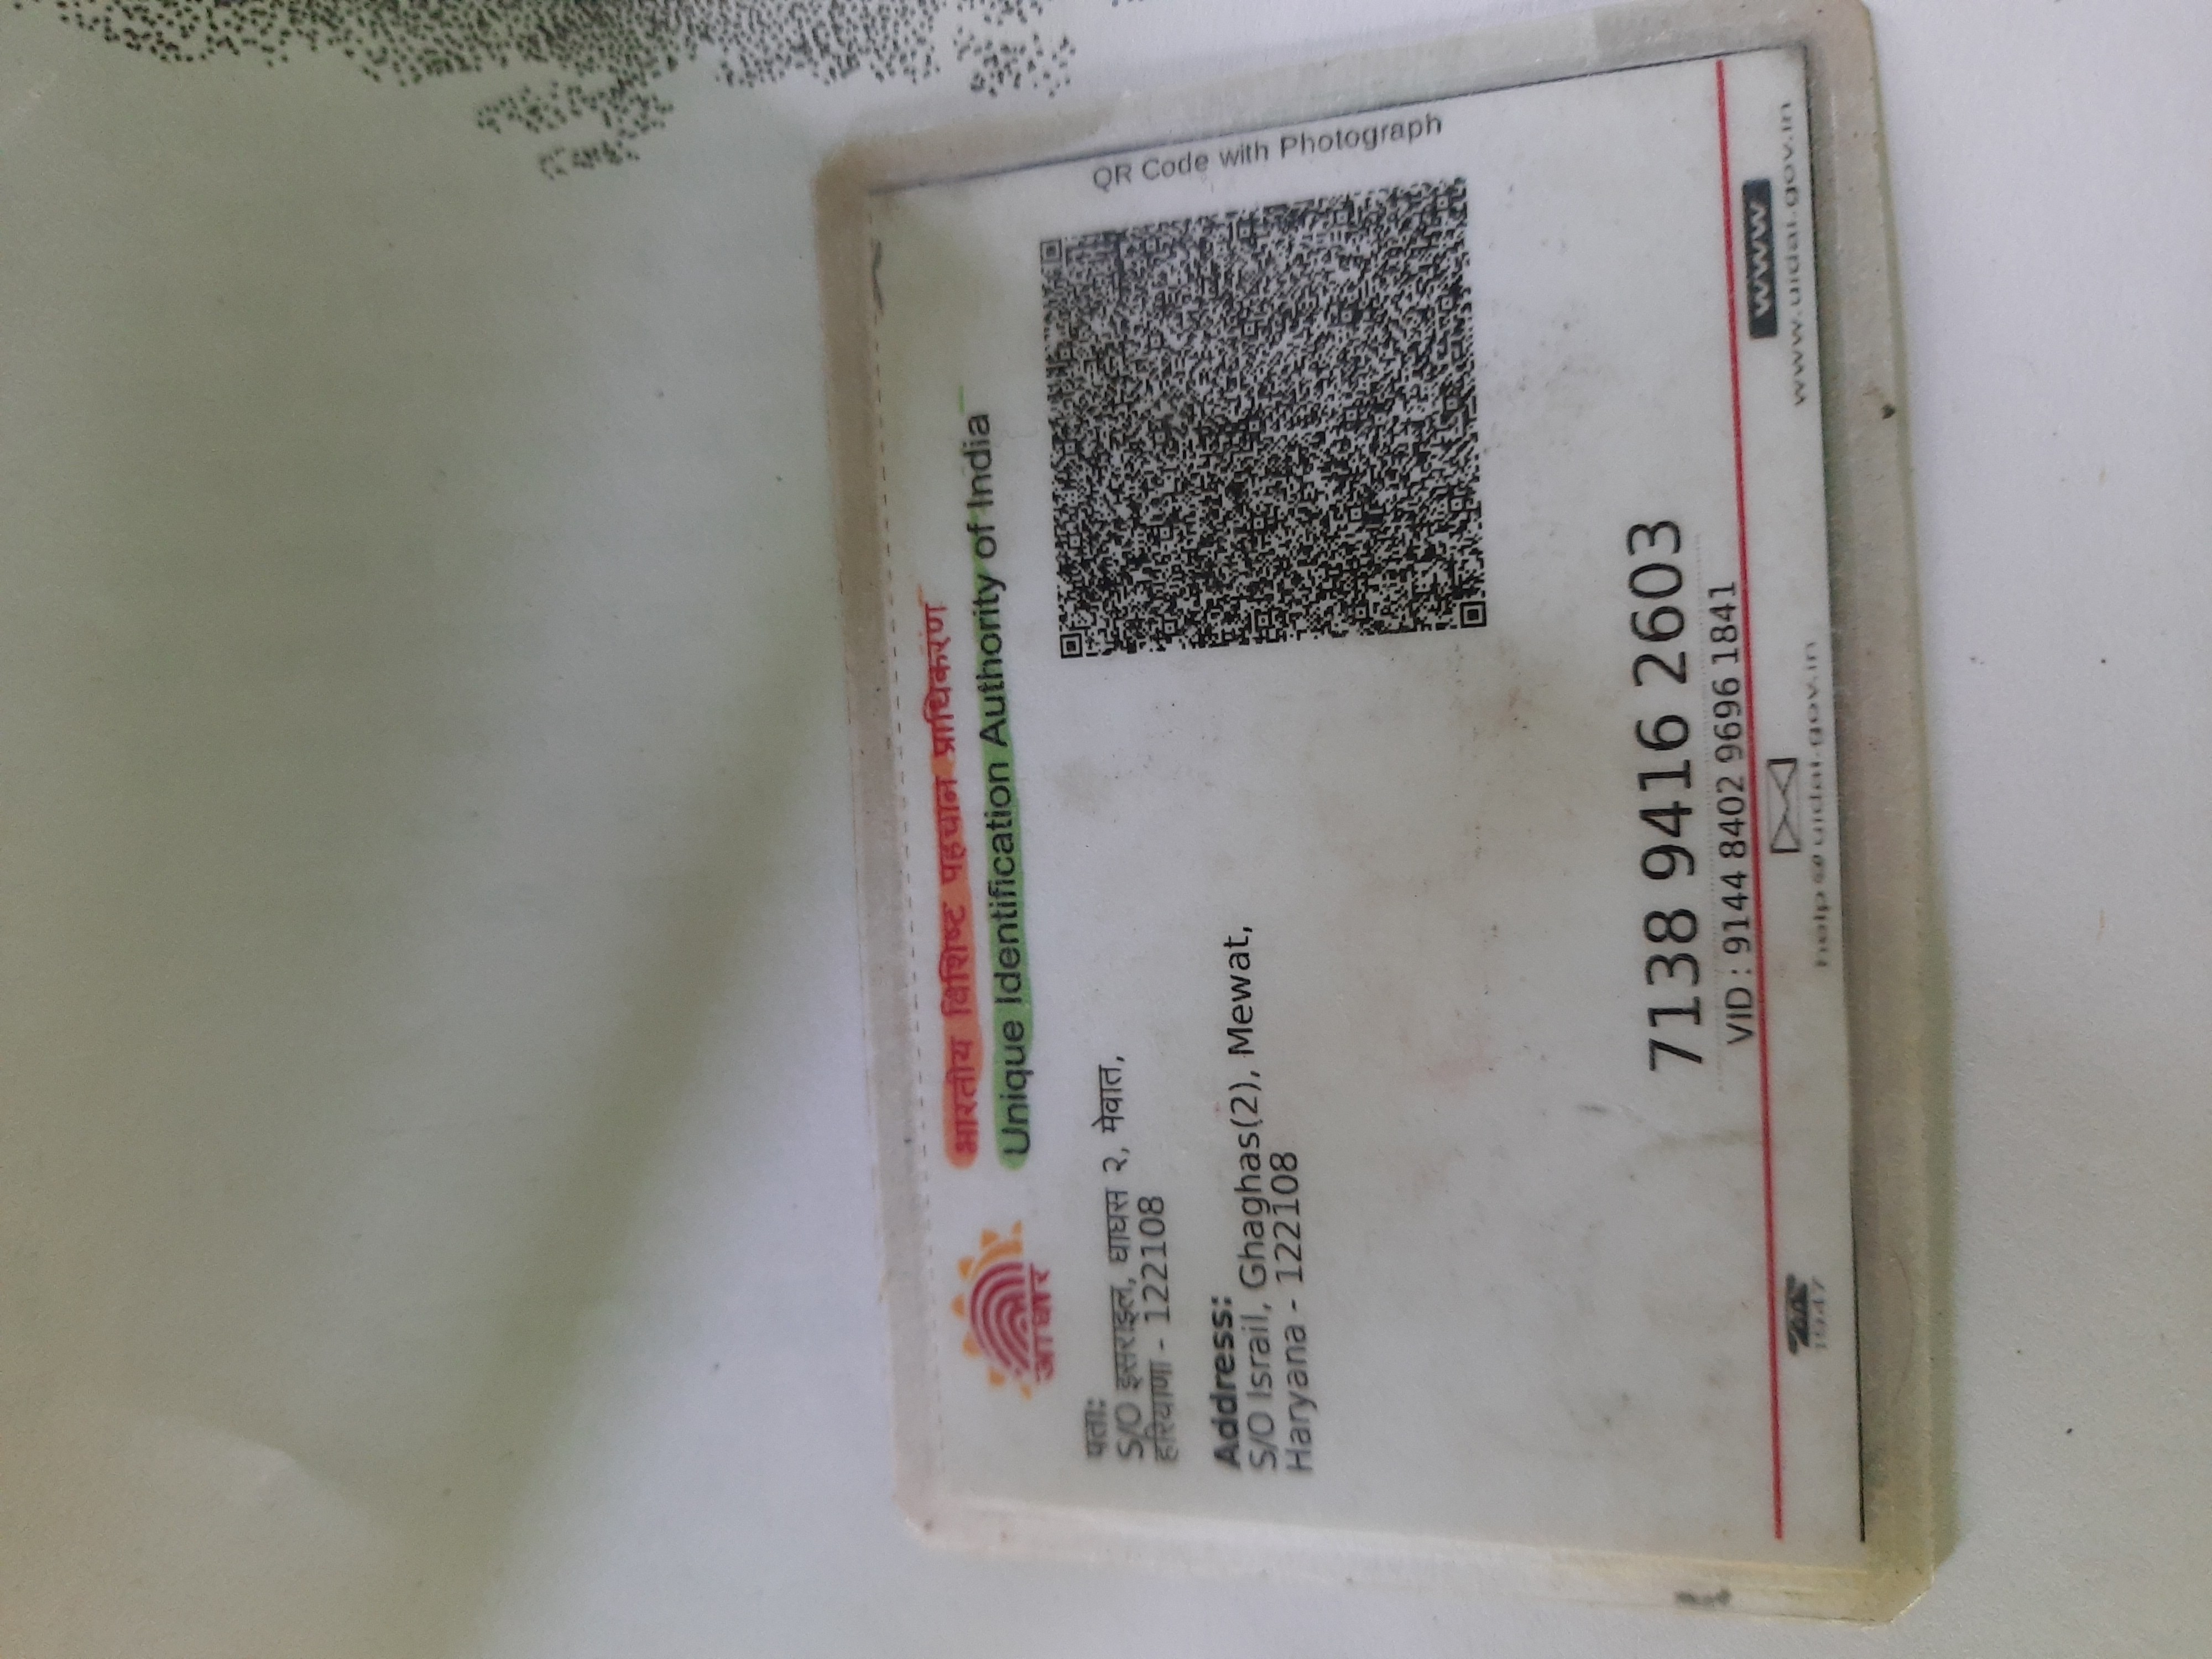 भारतीय विशिष्ट पहचान प्राधिकरण
Unique Identification Authority of India
आधार
पता:
S/O इसराइल, घाघस २, मेवात,
हरियाणा - 122108
Address:
S/O Israil, Ghaghas(2), Mewat,
Haryana - 122108
QR Code with Photograph
7138 9416 2603
VID : 9144 8402 9696 1841
1947
help@uidai.gov.in
WWW
www.uidai.gov.in